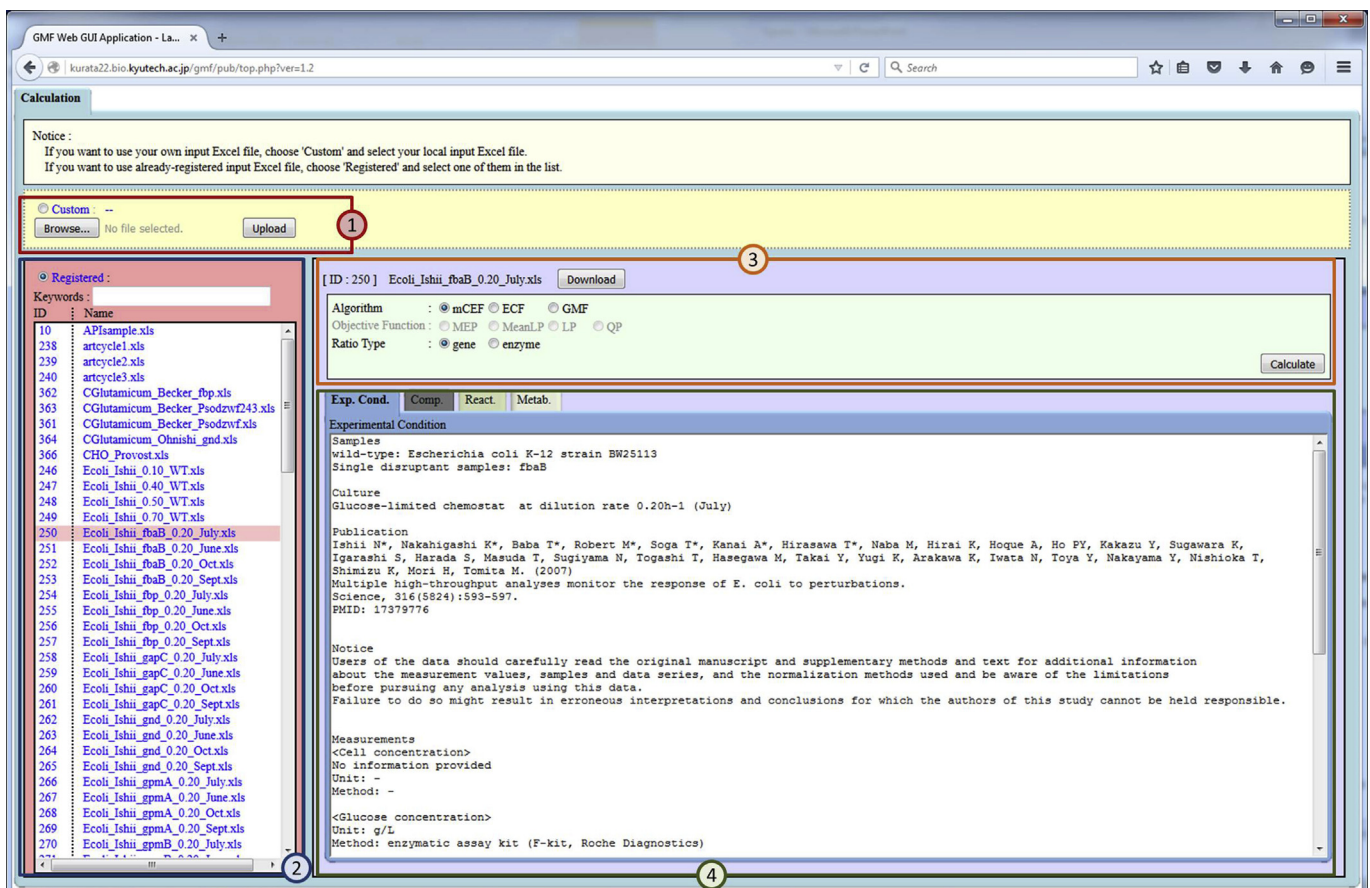 GMF Web GUI Application - La... × +
kurata22.bio.kyutech.ac.jp/gmf/pub/top.php?ver=1.2
Search
Calculation
Notice :
If you want to use your own input Excel file, choose 'Custom' and select your local input Excel file.
If you want to use already-registered input Excel file, choose 'Registered' and select one of them in the list.
Custom : --
Browse... No file selected. Upload
1
Registered :
Keywords :
ID Name
10 APIsample.xls
238 artcycle1.xls
239 artcycle2.xls
240 artcycle3.xls
362 CGlutamicum_Becker_fbp.xls
363 CGlutamicum_Becker_Psodzwf243.xls
361 CGlutamicum_Becker_Psodzwf.xls
364 CGlutamicum_Ohnishi_gnd.xls
366 CHO_Provost.xls
246 Ecoli_Ishii_0.10_WT.xls
247 Ecoli_Ishii_0.40_WT.xls
248 Ecoli_Ishii_0.50_WT.xls
249 Ecoli_Ishii_0.70_WT.xls
250 Ecoli_Ishii_fbaB_0.20_July.xls
251 Ecoli_Ishii_fbaB_0.20_June.xls
252 Ecoli_Ishii_fbaB_0.20_Oct.xls
253 Ecoli_Ishii_fbaB_0.20_Sept.xls
254 Ecoli_Ishii_fbp_0.20_July.xls
255 Ecoli_Ishii_fbp_0.20_June.xls
256 Ecoli_Ishii_fbp_0.20_Oct.xls
257 Ecoli_Ishii_fbp_0.20_Sept.xls
258 Ecoli_Ishii_gapC_0.20_July.xls
259 Ecoli_Ishii_gapC_0.20_June.xls
260 Ecoli_Ishii_gapC_0.20_Oct.xls
261 Ecoli_Ishii_gapC_0.20_Sept.xls
262 Ecoli_Ishii_gnd_0.20_July.xls
263 Ecoli_Ishii_gnd_0.20_June.xls
264 Ecoli_Ishii_gnd_0.20_Oct.xls
265 Ecoli_Ishii_gnd_0.20_Sept.xls
266 Ecoli_Ishii_gpmA_0.20_July.xls
267 Ecoli_Ishii_gpmA_0.20_June.xls
268 Ecoli_Ishii_gpmA_0.20_Oct.xls
269 Ecoli_Ishii_gpmA_0.20_Sept.xls
270 Ecoli_Ishii_gpmB_0.20_July.xls
2
3
[ ID : 250 ] Ecoli_Ishii_fbaB_0.20_July.xls Download
Algorithm : mCEF ECF GMF
Objective Function : MEP MeanLP LP QP
Ratio Type : gene enzyme
Calculate
Exp. Cond. Comp. React. Metab.
Experimental Condition
Samples
wild-type: Escherichia coli K-12 strain BW25113
Single disruptant samples: fbaB
Culture
Glucose-limited chemostat at dilution rate 0.20h-1 (July)
Publication
Ishii N*, Nakahigashi K*, Baba T*, Robert M*, Soga T*, Kanai A*, Hirasawa T*, Naba M, Hirai K, Hoque A, Ho PY, Kakazu Y, Sugawara K,
Igarashi S, Harada S, Masuda T, Sugiyama N, Togashi T, Hasegawa M, Takai Y, Yugi K, Arakawa K, Iwata N, Toya Y, Nakayama Y, Nishioka T,
Shimizu K, Mori H, Tomita M. (2007)
Multiple high-throughput analyses monitor the response of E. coli to perturbations.
Science, 316(5824):593-597.
PMID: 17379776
Notice
Users of the data should carefully read the original manuscript and supplementary methods and text for additional information
about the measurement values, samples and data series, and the normalization methods used and be aware of the limitations
before pursuing any analysis using this data.
Failure to do so might result in erroneous interpretations and conclusions for which the authors of this study cannot be held responsible.
Measurements
<Cell concentration>
No information provided
Unit: -
Method: -
<Glucose concentration>
Unit: g/L
Method: enzymatic assay kit (F-kit, Roche Diagnostics)
4